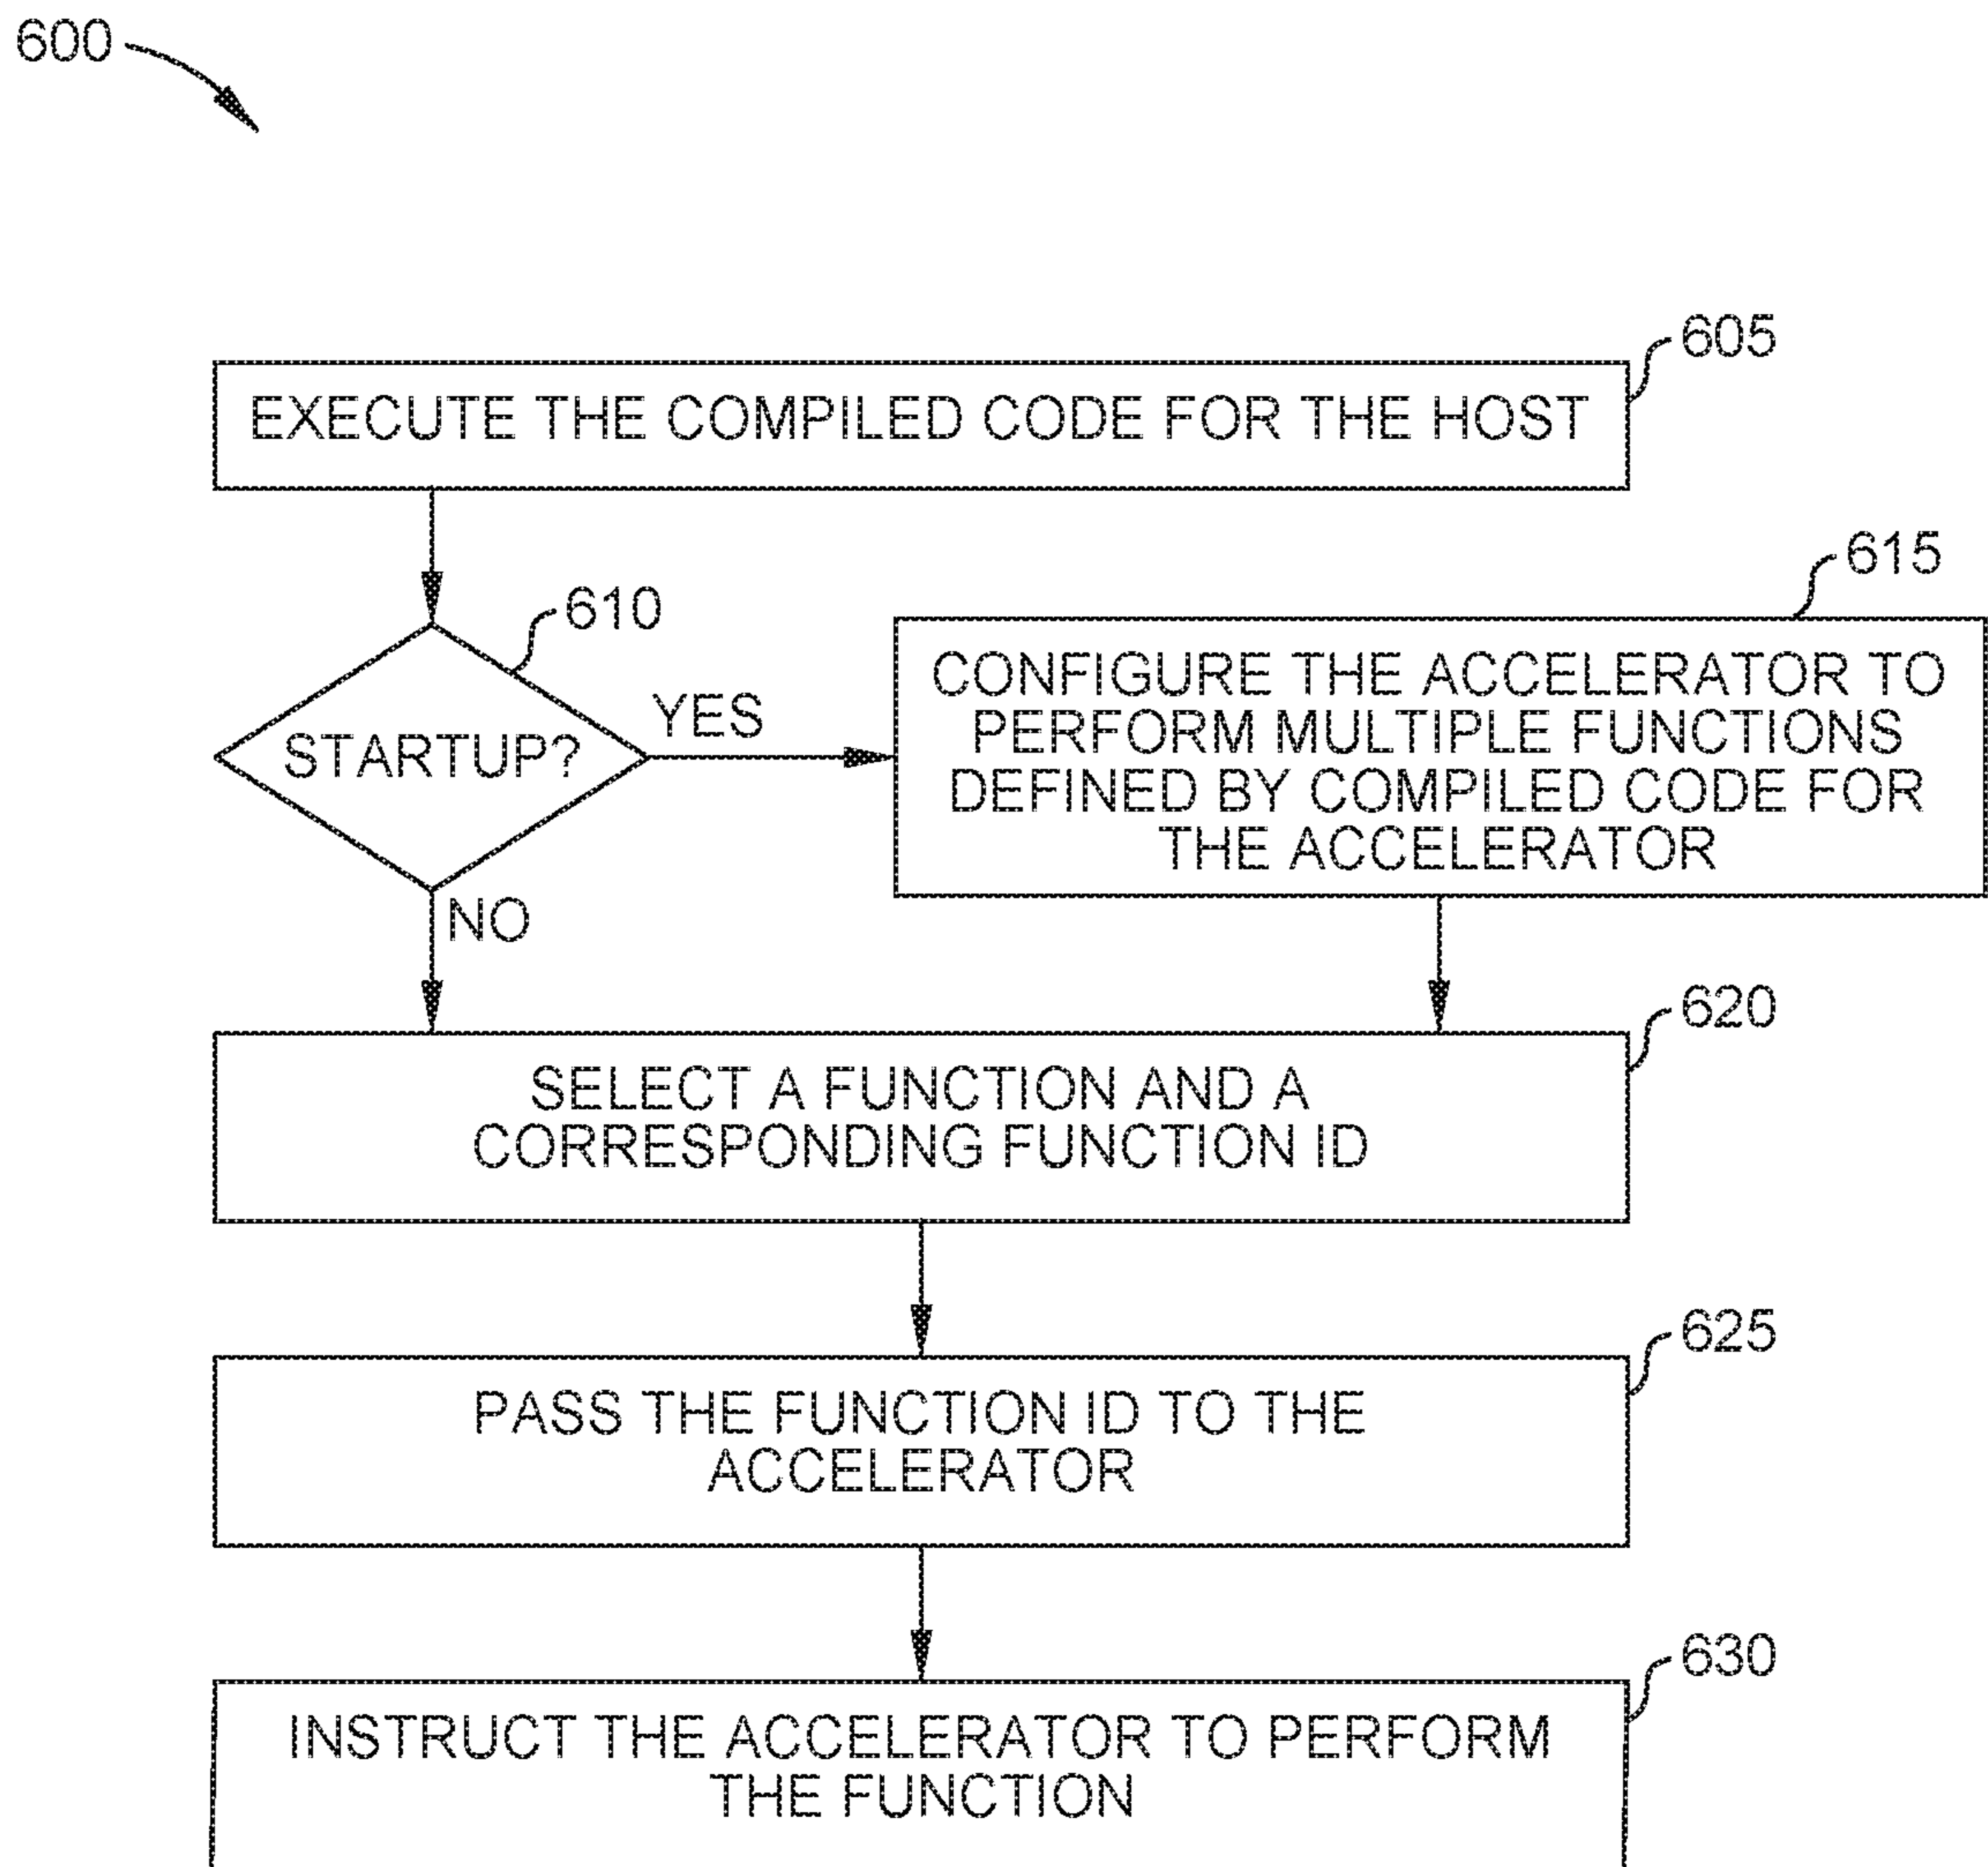 600
605
EXECUTE THE COMPILED CODE FOR THE HOST
610
615
STARTUP?
YES
CONFIGURE THE ACCELERATOR TO
PERFORM MULTIPLE FUNCTIONS
DEFINED BY COMPILED CODE FOR
THE ACCELERATOR
NO
620
SELECT A FUNCTION AND A
CORRESPONDING FUNCTION ID
625
PASS THE FUNCTION ID TO THE
ACCELERATOR
630
INSTRUCT THE ACCELERATOR TO PERFORM
THE FUNCTION